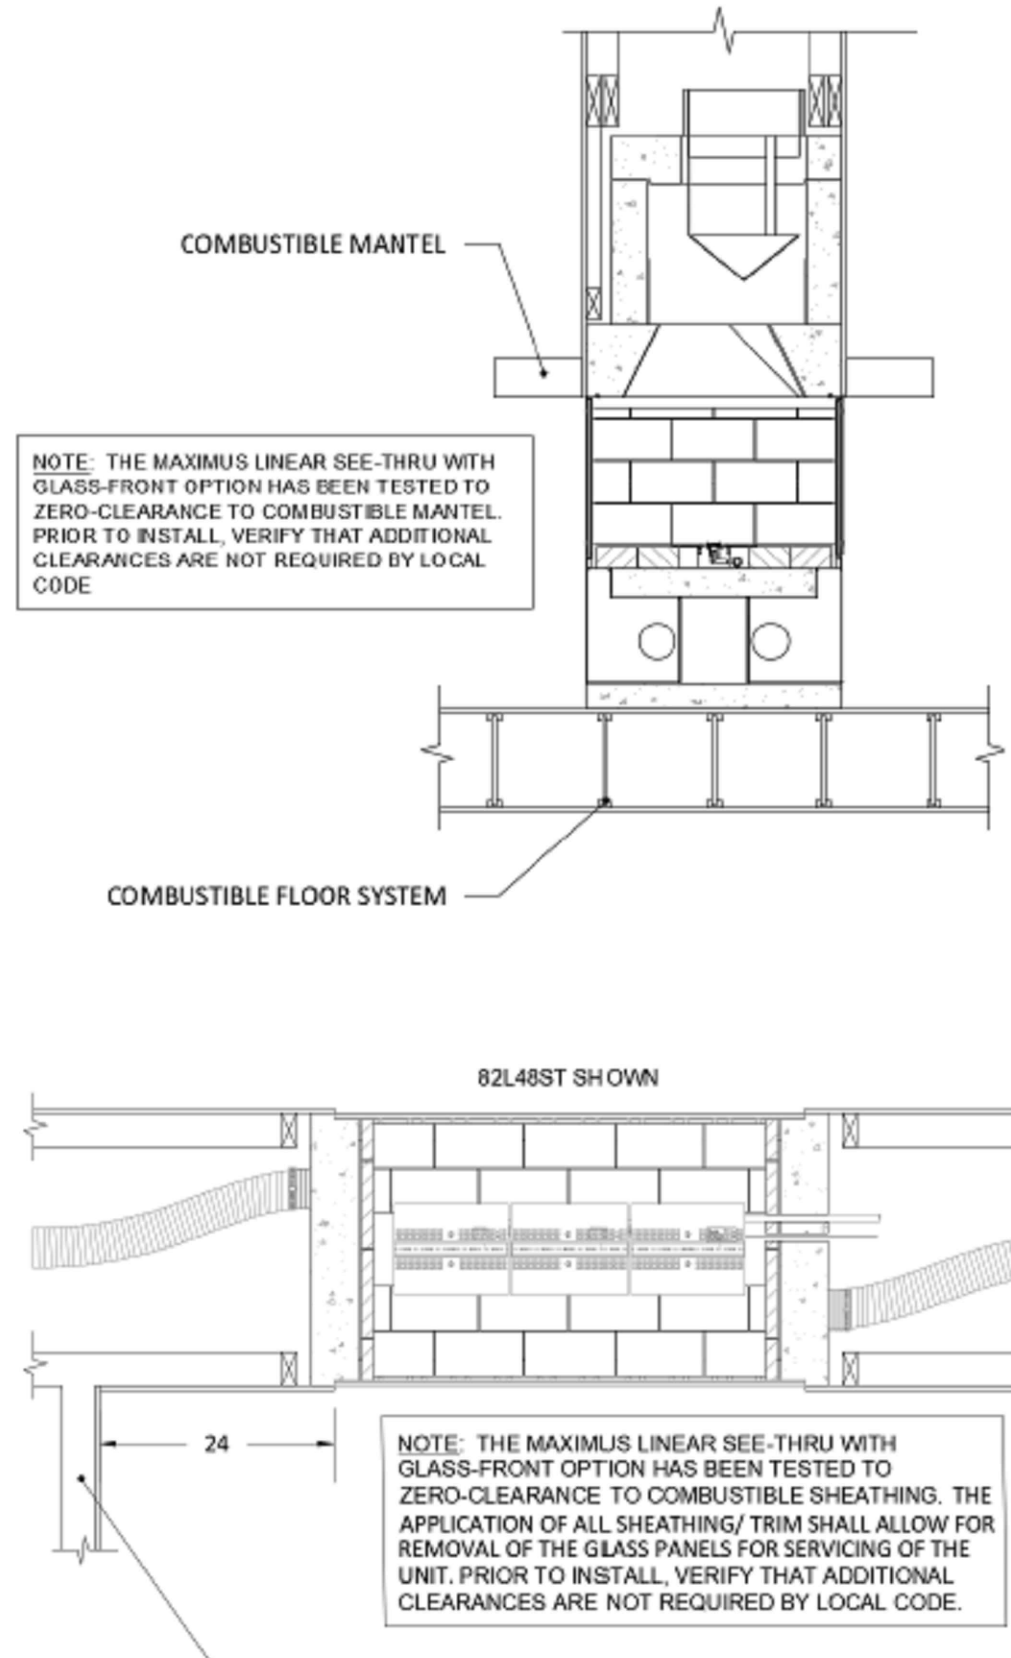 COMBUSTIBLE MANTEL
NOTE: THE MAXIMUS LINEAR SEE-THRU WITH
GLASS-FRONT OPTION HAS BEEN TESTED TO
ZERO-CLEARANCE TO COMBUSTIBLE MANTEL.
PRIOR TO INSTALL, VERIFY THAT ADDITIONAL
CLEARANCES ARE NOT REQUIRED BY LOCAL
CODE
COMBUSTIBLE FLOOR SYSTEM
82L48ST SHOWN
24
NOTE: THE MAXIMUS LINEAR SEE-THRU WITH
GLASS-FRONT OPTION HAS BEEN TESTED TO
ZERO-CLEARANCE TO COMBUSTIBLE SHEATHING. THE
APPLICATION OF ALL SHEATHING/ TRIM SHALL ALLOW FOR
REMOVAL OF THE GLASS PANELS FOR SERVICING OF THE
UNIT. PRIOR TO INSTALL, VERIFY THAT ADDITIONAL
CLEARANCES ARE NOT REQUIRED BY LOCAL CODE.